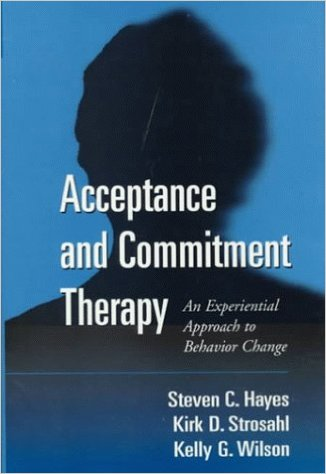 Acceptance
and Commitment
Therapy
An Experiential
Approach to
Behavior Change
Steven C. Hayes
Kirk D. Strosahl
Kelly G. Wilson